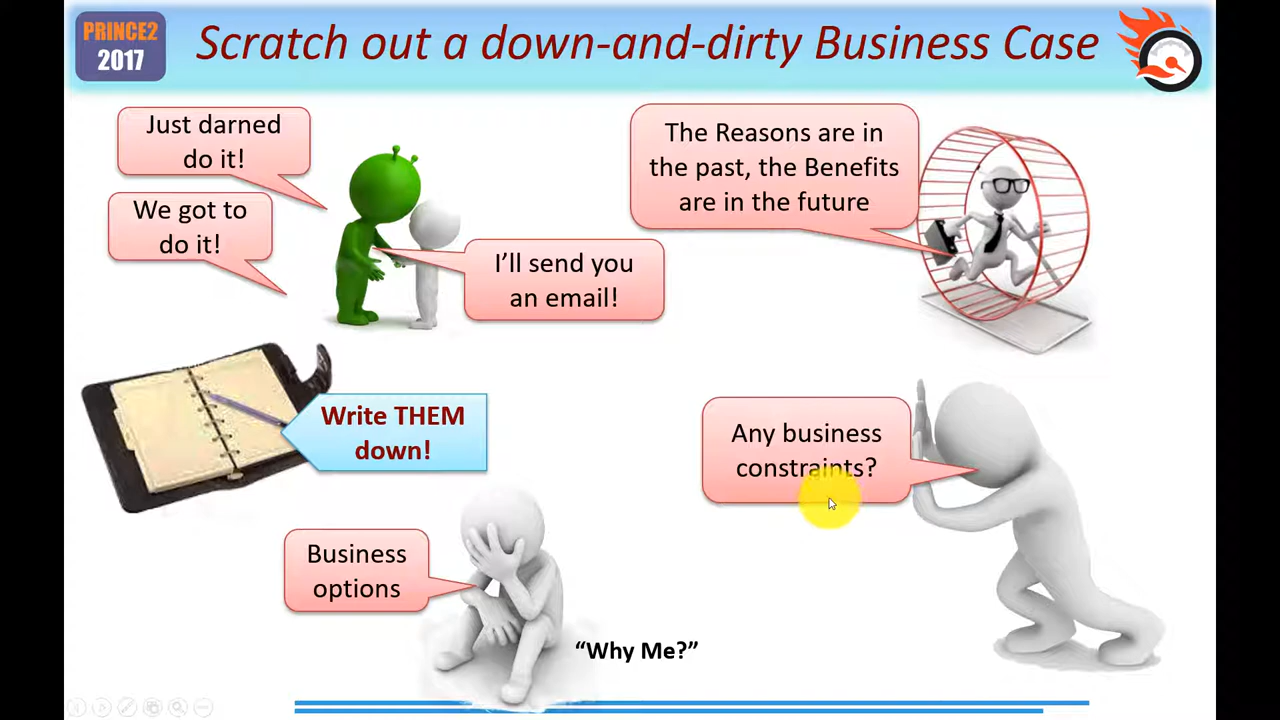 PRINCE2
2017
Scratch out a down-and-dirty Business Case
Just darned
do it!
We got to
do it!
I’ll send you
an email!
The Reasons are in
the past, the Benefits
are in the future
Write THEM
down!
Any business
constraints?
Business
options
“Why Me?”